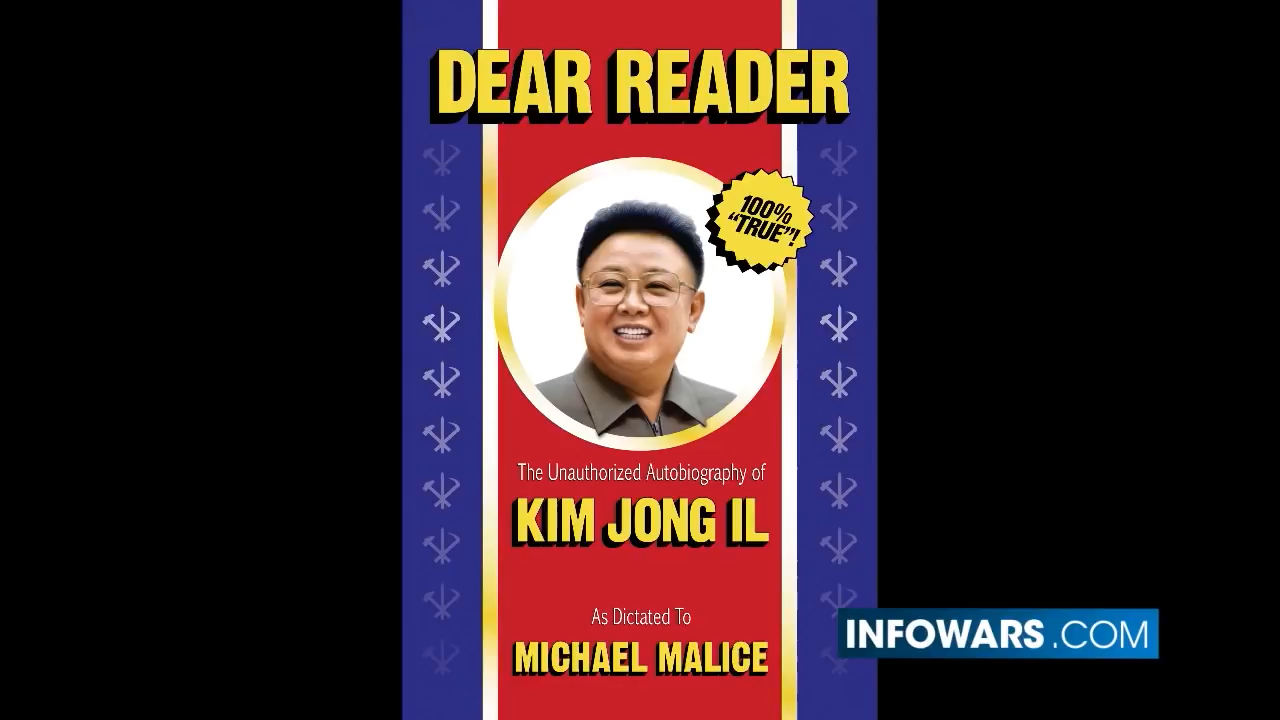 DEAR READER
100%
"TRUE"!
The Unauthorized Autobiography of
KIM JONG IL
As Dictated To
MICHAEL MALICE
INFOWARS.COM